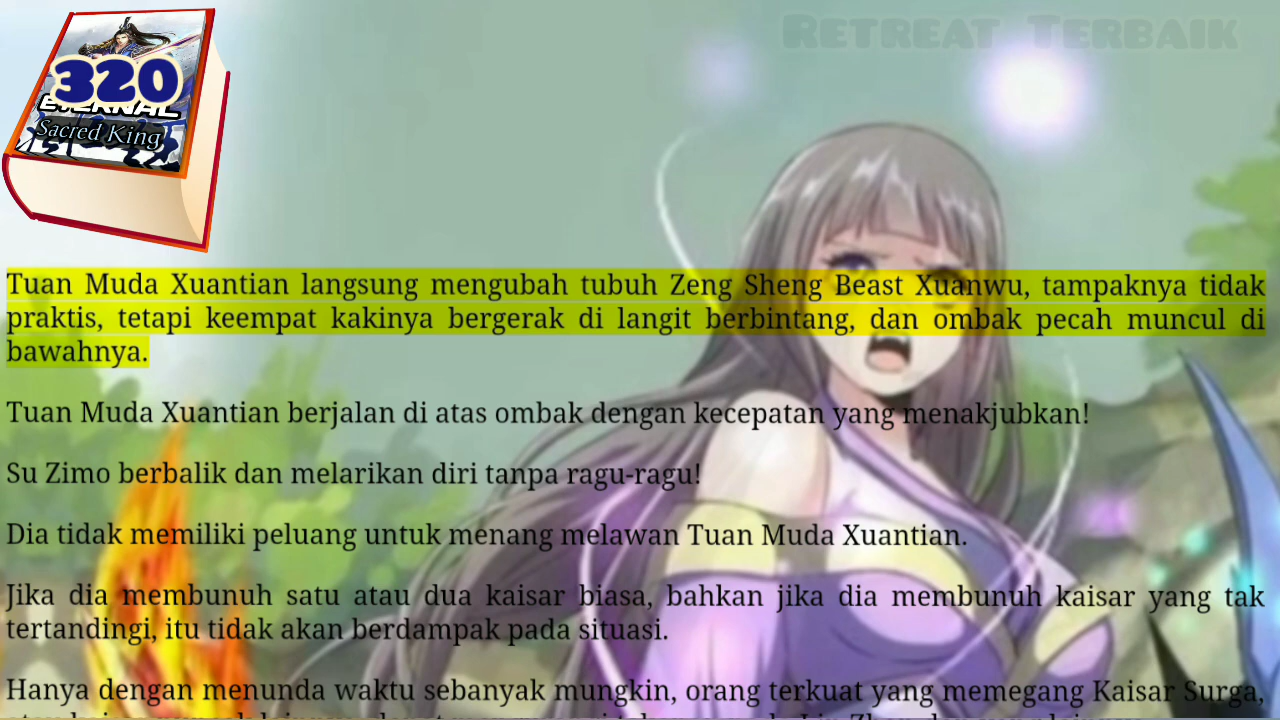 Retreat Terbaik
320
ETERNAL
Sacred King
Tuan Muda Xuantian langsung mengubah tubuh Zeng Sheng Beast Xuanwu, tampaknya tidak
praktis, tetapi keempat kakinya bergerak di langit berbintang, dan ombak pecah muncul di
bawahnya.
Tuan Muda Xuantian berjalan di atas ombak dengan kecepatan yang menakjubkan!
Su Zimo berbalik dan melarikan diri tanpa ragu-ragu!
Dia tidak memiliki peluang untuk menang melawan Tuan Muda Xuantian.
Jika dia membunuh satu atau dua kaisar biasa, bahkan jika dia membunuh kaisar yang tak
tertandingi, itu tidak akan berdampak pada situasi.
Hanya dengan menunda waktu sebanyak mungkin, orang terkuat yang memegang Kaisar Surga,